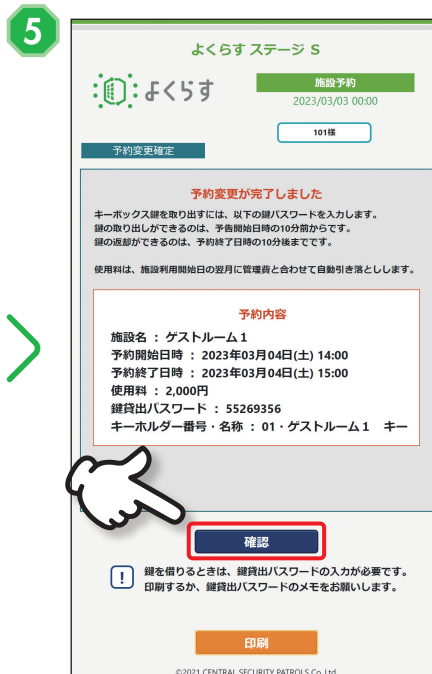 5
よくらす ステージ S
よくらす
施設予約
2023/03/03 00:00
101様
予約変更確定
予約変更が完了しました
キーボックス鍵を取り出すには、以下の鍵パスワードを入力します。
鍵の取り出しができるのは、予告開始日時の10分前からです。
鍵の返却ができるのは、予約終了日時の10分後までです。
使用料は、施設利用開始日の翌月に管理費と合わせて自動引き落としします。
予約内容
施設名 : ゲストルーム1
予約開始日時 : 2023年03月04日(土) 14:00
予約終了日時 : 2023年03月04日(土) 15:00
使用料 : 2,000円
鍵貸出パスワード : 55269356
キーホルダー番号・名称 : 01・ゲストルーム1 キー
確認
! 鍵を借りるときは、鍵貸出パスワードの入力が必要です。
印刷するか、鍵貸出パスワードのメモをお願いします。
印刷
©2021 CENTRAL SECURITY PATROLS Co.,Ltd.